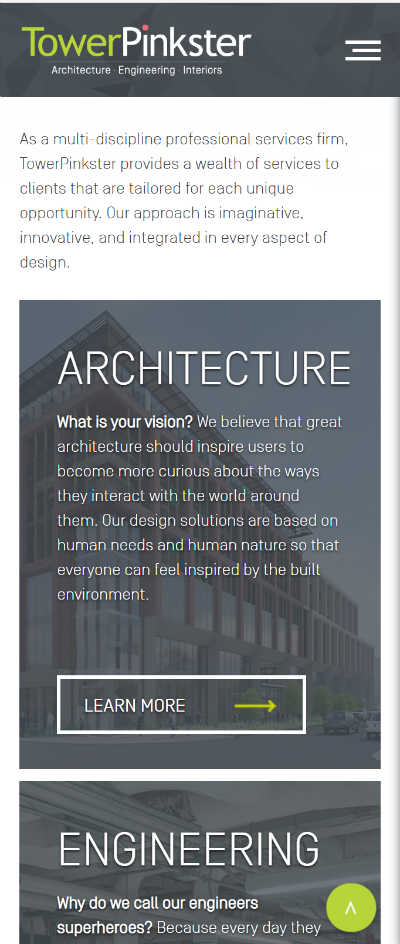 TowerPinkster
Architecture · Engineering · Interiors
As a multi-discipline professional services firm,
TowerPinkster provides a wealth of services to
clients that are tailored for each unique
opportunity. Our approach is imaginative,
innovative, and integrated in every aspect of
design.
ARCHITECTURE
What is your vision? We believe that great
architecture should inspire users to
become more curious about the ways
they interact with the world around
them. Our design solutions are based on
human needs and human nature so that
everyone can feel inspired by the built
environment.
LEARN MORE
ENGINEERING
Why do we call our engineers
superheroes? Because every day they